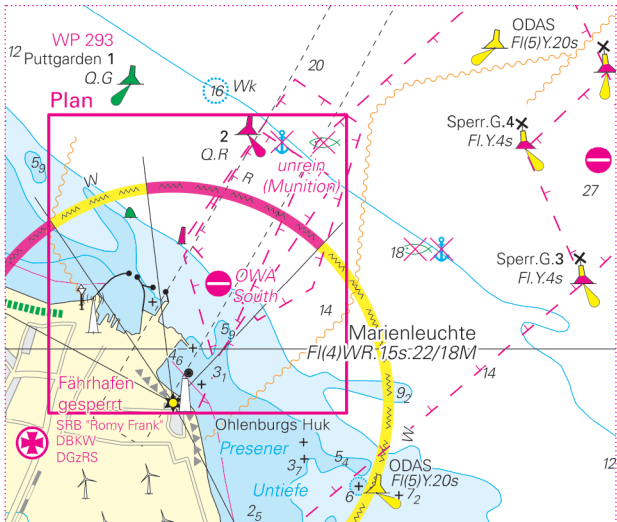 ODAS
Fl(5)Y.20s
12
WP 293
Puttgarden 1
Q.G
20
16 Wk
Plan
Sperr.G.4
Fl.Y.4s
2
Q.R
unrein
(Munition)
5₉
W
R
27
28
18
Sperr.G.3
Fl.Y.4s
OWA
South
14
5₉
Marienleuchte
Fl(4)WR.15s.22/18M
4₆
3₁
14
Fährhafen
gesperrt
9₂
SRB "Romy Frank"
DBKW
DGzRS
Ohlenburgs Huk
W
Presener
3₇
5₄
ODAS
Fl(5)Y.20s
12
Untiefe
6
7₂
2₅